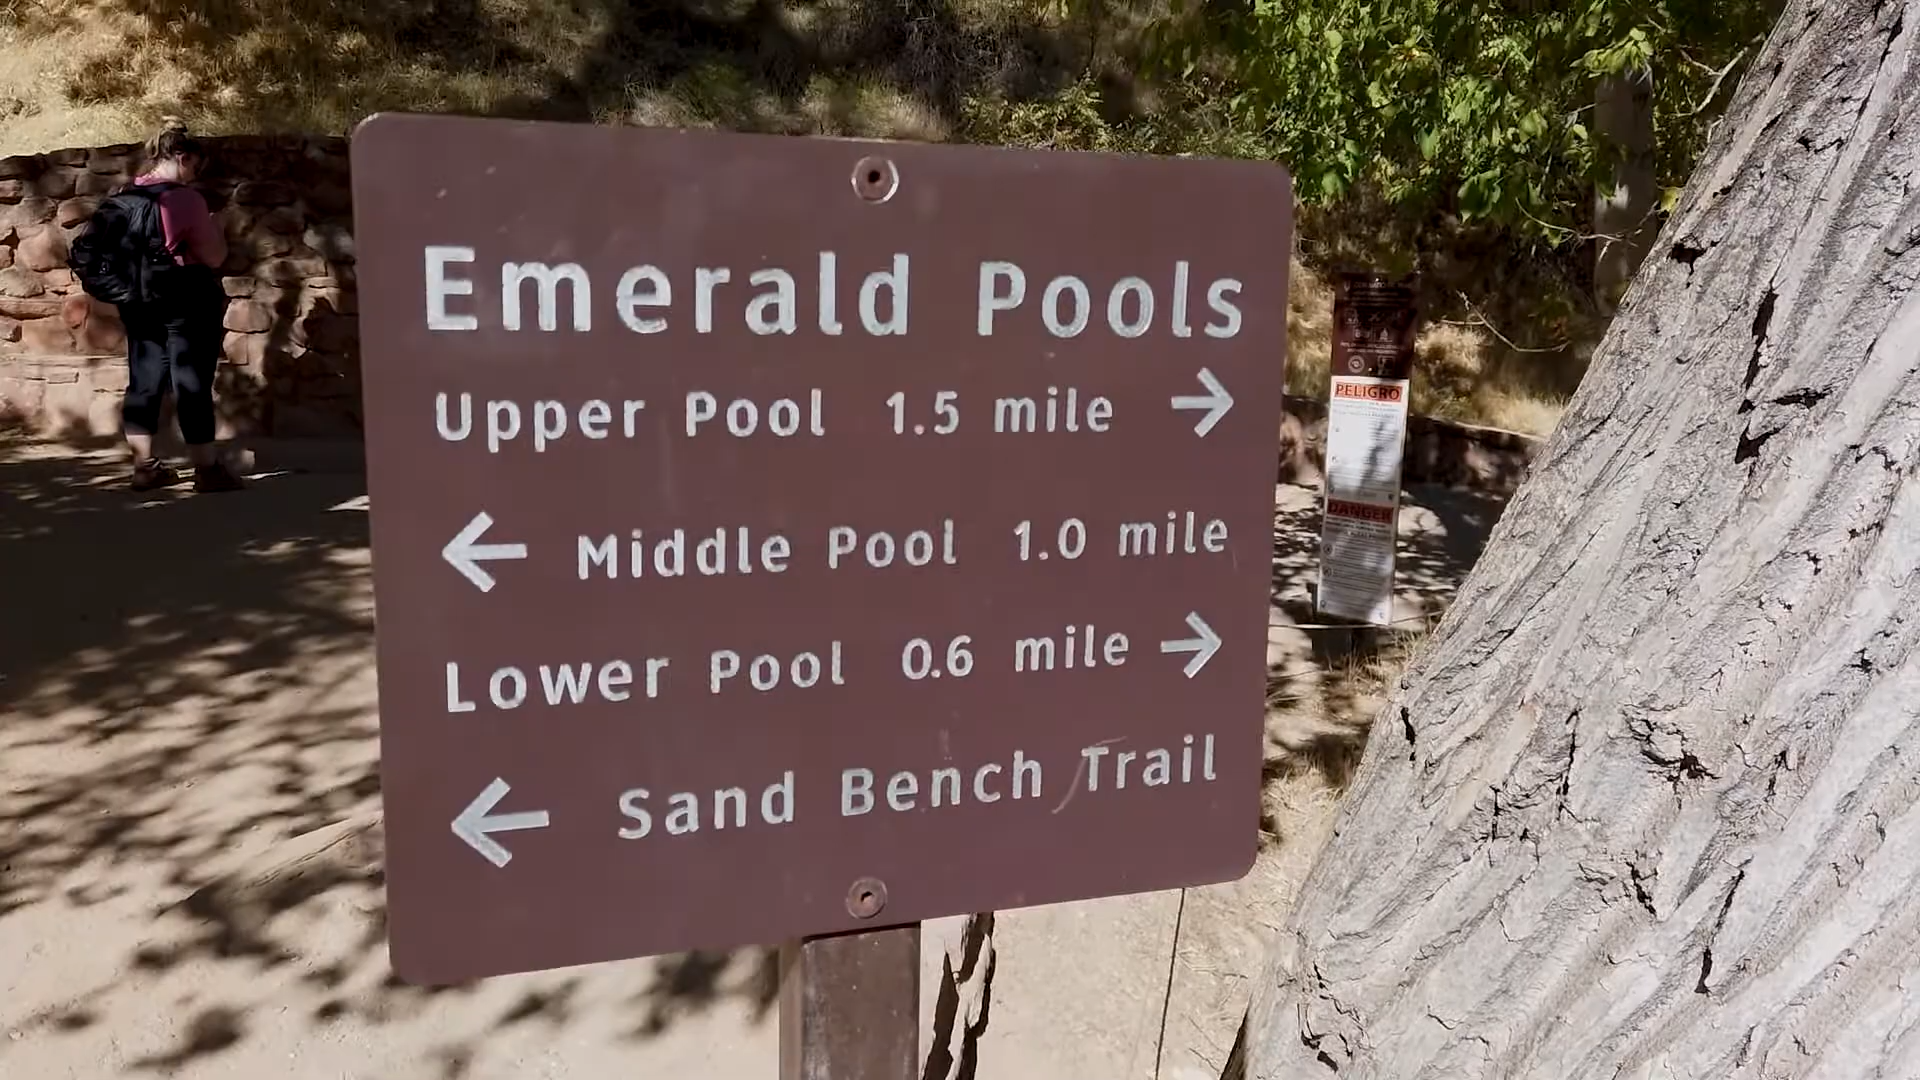 Emerald Pools
Upper Pool 1.5 mile →
← Middle Pool 1.0 mile
Lower Pool 0.6 mile →
← Sand Bench Trail
PELIGRO
DANGER